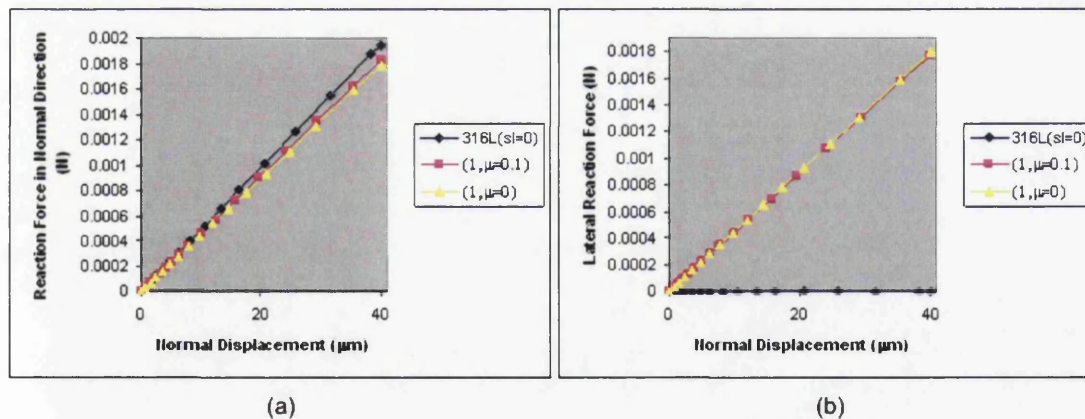 Reaction Force in Normal Direction
(N)
0.002
0.0018
0.0016
0.0014
0.0012
0.001
0.0008
0.0006
0.0004
0.0002
0
0
20
40
Normal Displacement (µm)
316L(sl=0)
(1,µ=0.1)
(1,µ=0)
(a)
Lateral Reaction Force (N)
0.0018
0.0016
0.0014
0.0012
0.001
0.0008
0.0006
0.0004
0.0002
0
0
20
40
Normal Displacement (µm)
316L(sl=0)
(1,µ=0.1)
(1,µ=0)
(b)